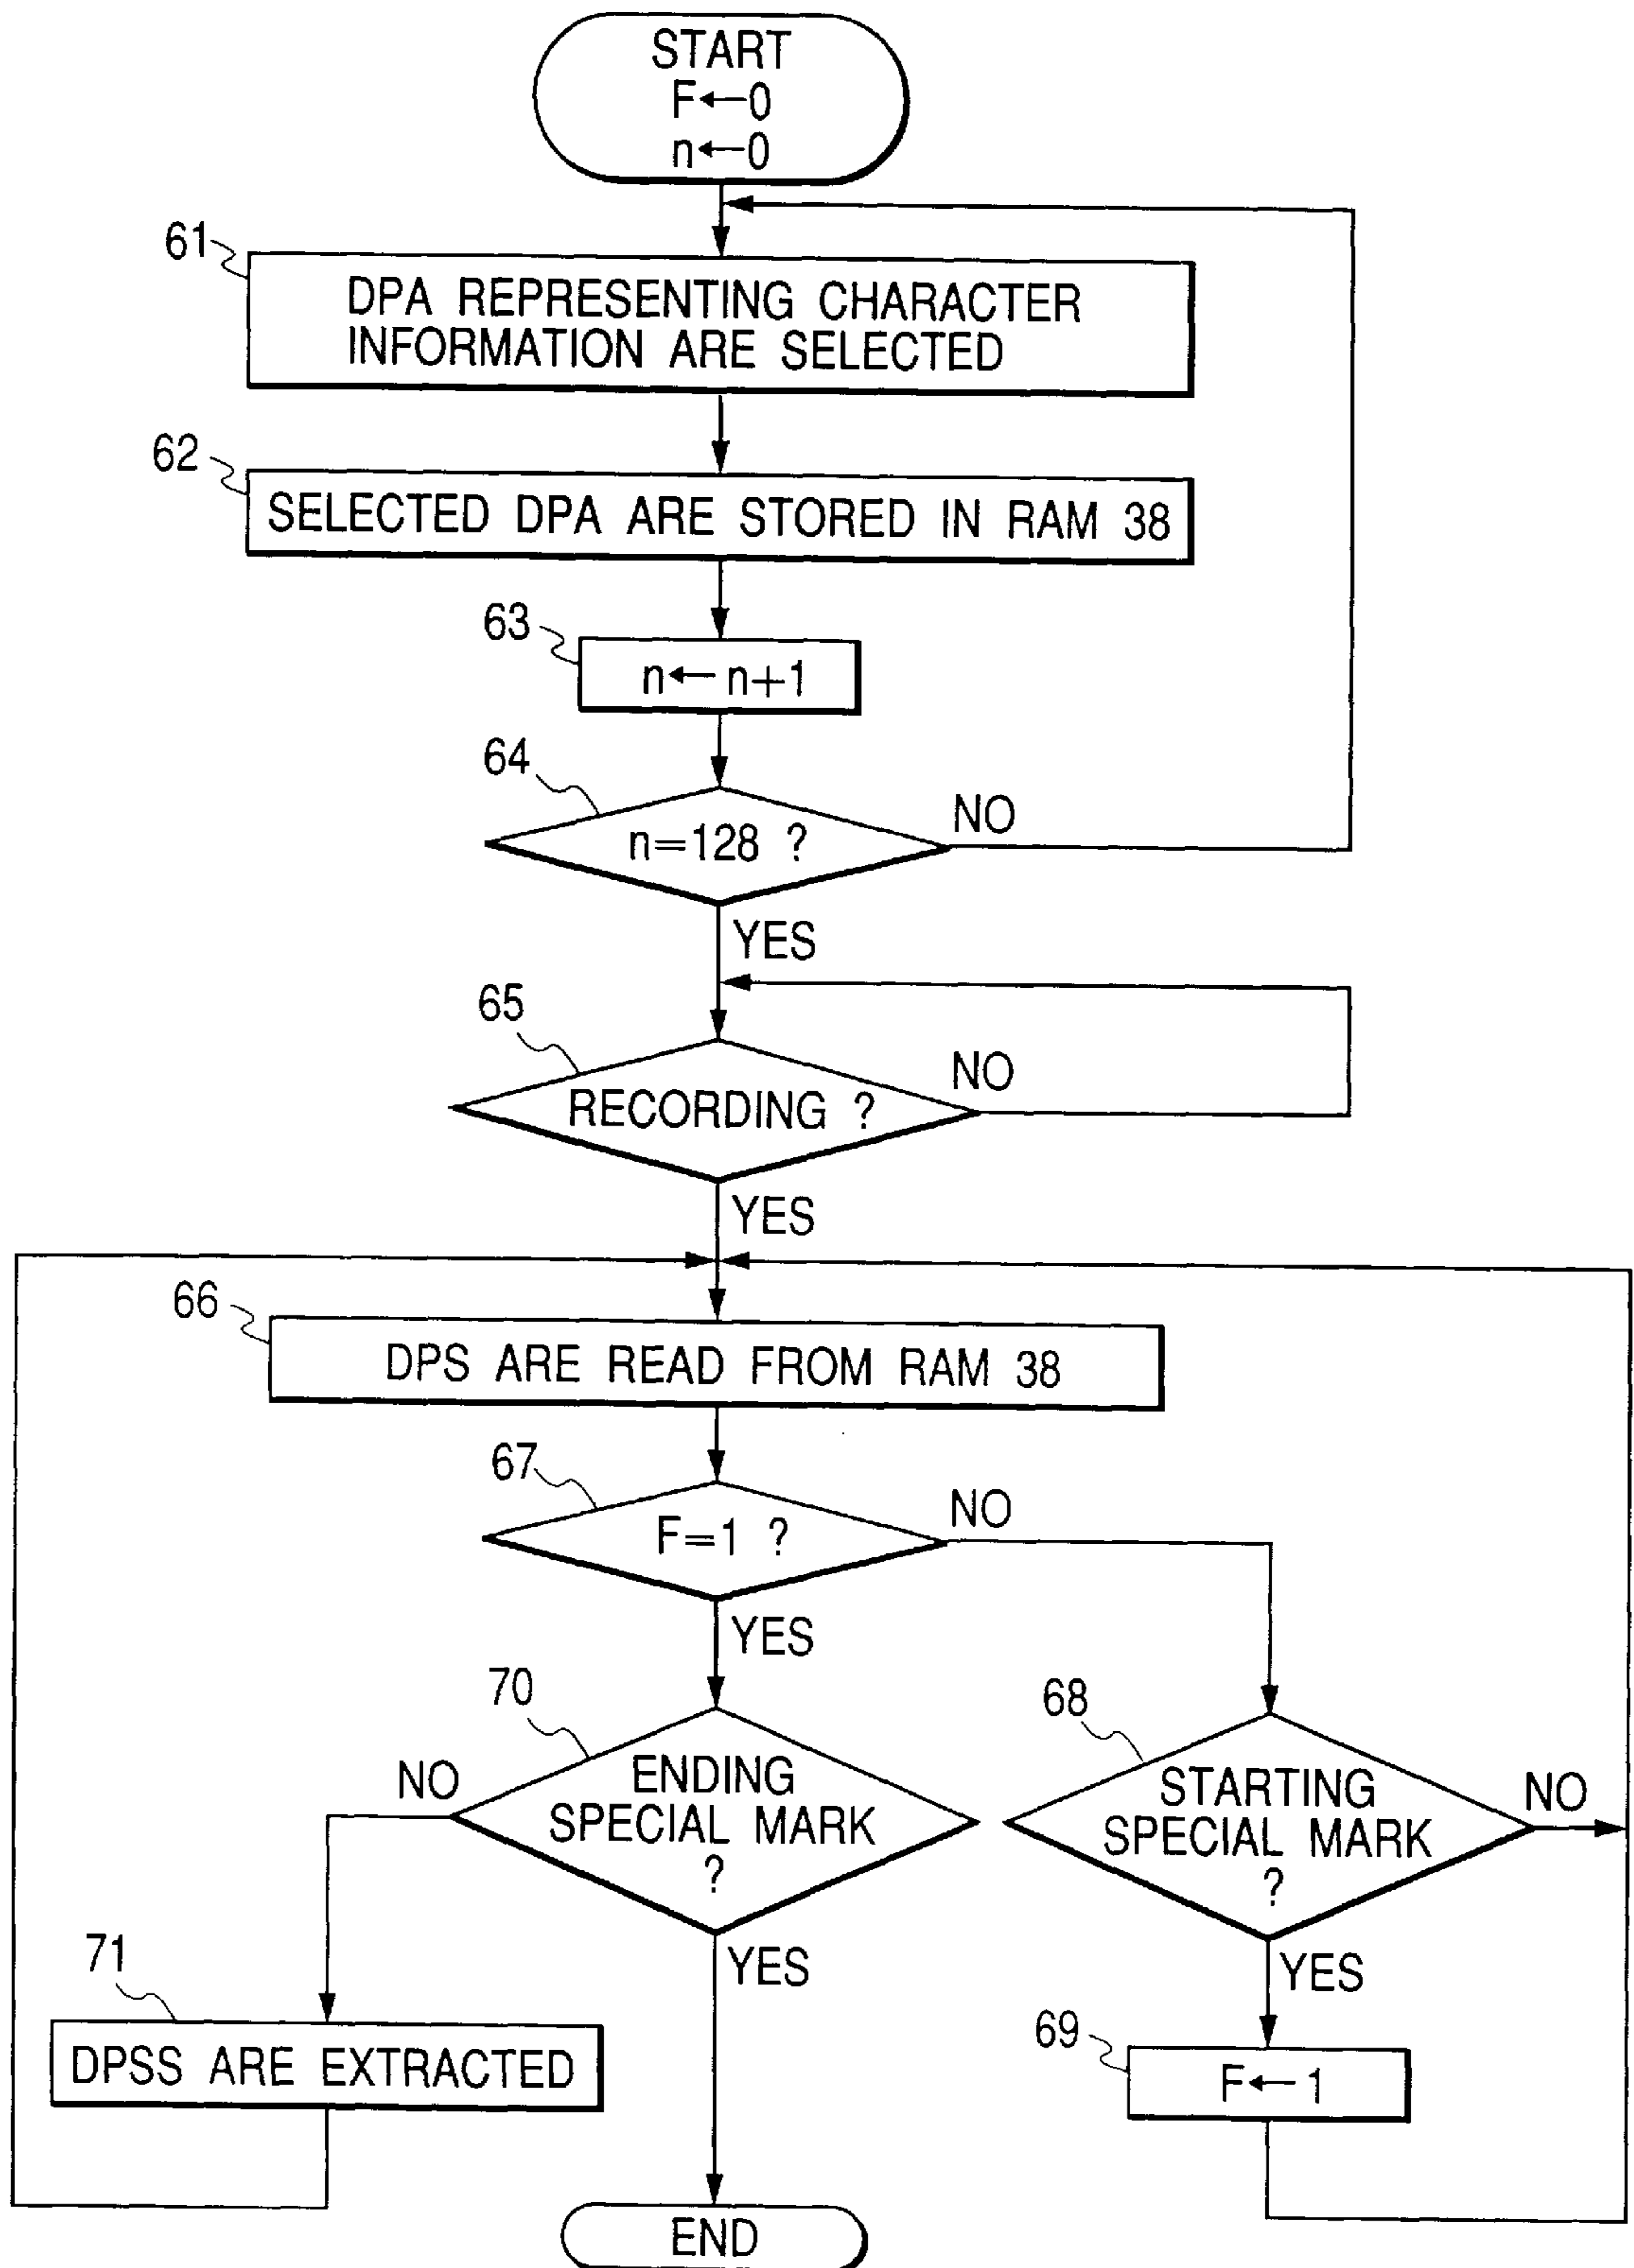 START
F←0
n←0
61
DPA REPRESENTING CHARACTER
INFORMATION ARE SELECTED
62
SELECTED DPA ARE STORED IN RAM 38
63
n←n+1
64
n=128 ?
NO
YES
65
RECORDING ?
NO
YES
66
DPS ARE READ FROM RAM 38
67
F=1 ?
NO
YES
70
ENDING
SPECIAL MARK
?
NO
YES
68
STARTING
SPECIAL MARK
?
NO
YES
71
DPSS ARE EXTRACTED
69
F←1
END